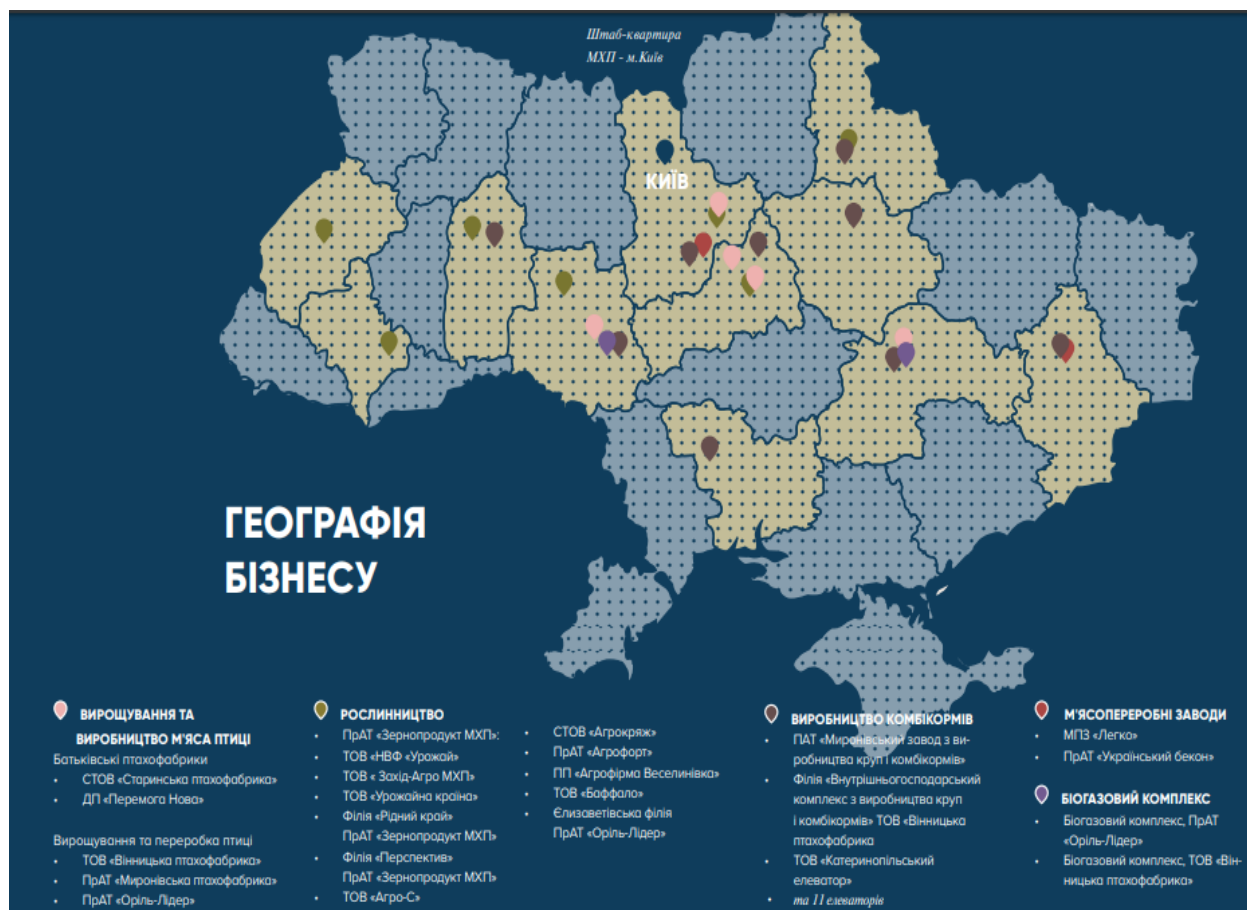 Штаб-квартира
МХП - м.Київ
КИЇВ
ГЕОГРАФІЯ
БІЗНЕСУ
ВИРОЩУВАННЯ ТА
ВИРОБНИЦТВО М'ЯСА ПТИЦІ
Батьківські птахофабрики
• СТОВ «Старинська птахофабрика»
• ДП «Перемога Нова»
Вирощування та переробка птиці
• ТОВ «Вінницька птахофабрика»
• ПрАТ «Миронівська птахофабрика»
• ПрАТ «Оріль-Лідер»
РОСЛИННИЦТВО
• ПрАТ «Зернопродукт МХП»:
• ТОВ «НВФ «Урожай»
• ТОВ « Захід-Агро МХП»
• ТОВ «Урожайна країна»
• Філія «Рідний край»
ПрАТ «Зернопродукт МХП»
• Філія «Перспектив»
ПрАТ «Зернопродукт МХП»
• ТОВ «Агро-С»
• СТОВ «Агрокряж»
• ПрАТ «Агрофорт»
• ПП «Агрофірма Веселинівка»
• ТОВ «Баффало»
• Єлизаветівська філія
ПрАТ «Оріль-Лідер»
ВИРОБНИЦТВО КОМБІКОРМІВ
• ПАТ «Миронівський завод з ви-
робництва круп і комбікормів»
• Філія «Внутрішньогосподарський
комплекс з виробництва круп
і комбікормів» ТОВ «Вінницька
птахофабрика
• ТОВ «Катеринопільський
елеватор»
• та 11 елеваторів
М'ЯСОПЕРЕРОБНІ ЗАВОДИ
• МПЗ «Легко»
• ПрАТ «Український бекон»
БІОГАЗОВИЙ КОМПЛЕКС
• Біогазовий комплекс, ПрАТ
«Оріль-Лідер»
• Біогазовий комплекс, ТОВ «Він-
ницька птахофабрика»